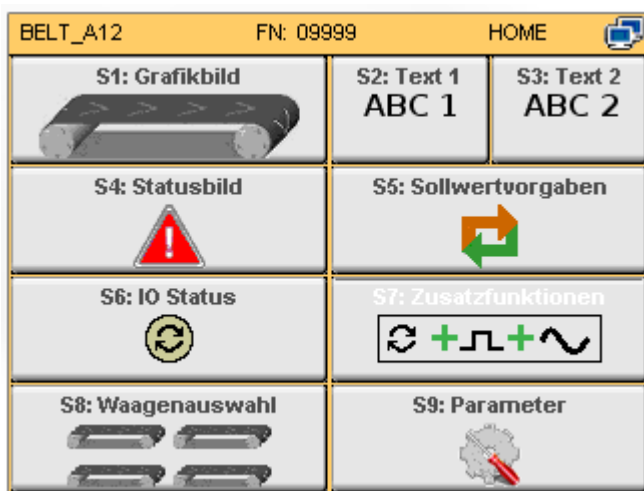 BELT_A12 FN: 09999 HOME
S1: Grafikbild S2: Text 1 S3: Text 2
ABC 1 ABC 2
S4: Statusbild S5: Sollwertvorgaben
S6: IO Status S7: Zusatzfunktionen
S8: Waagenauswahl S9: Parameter